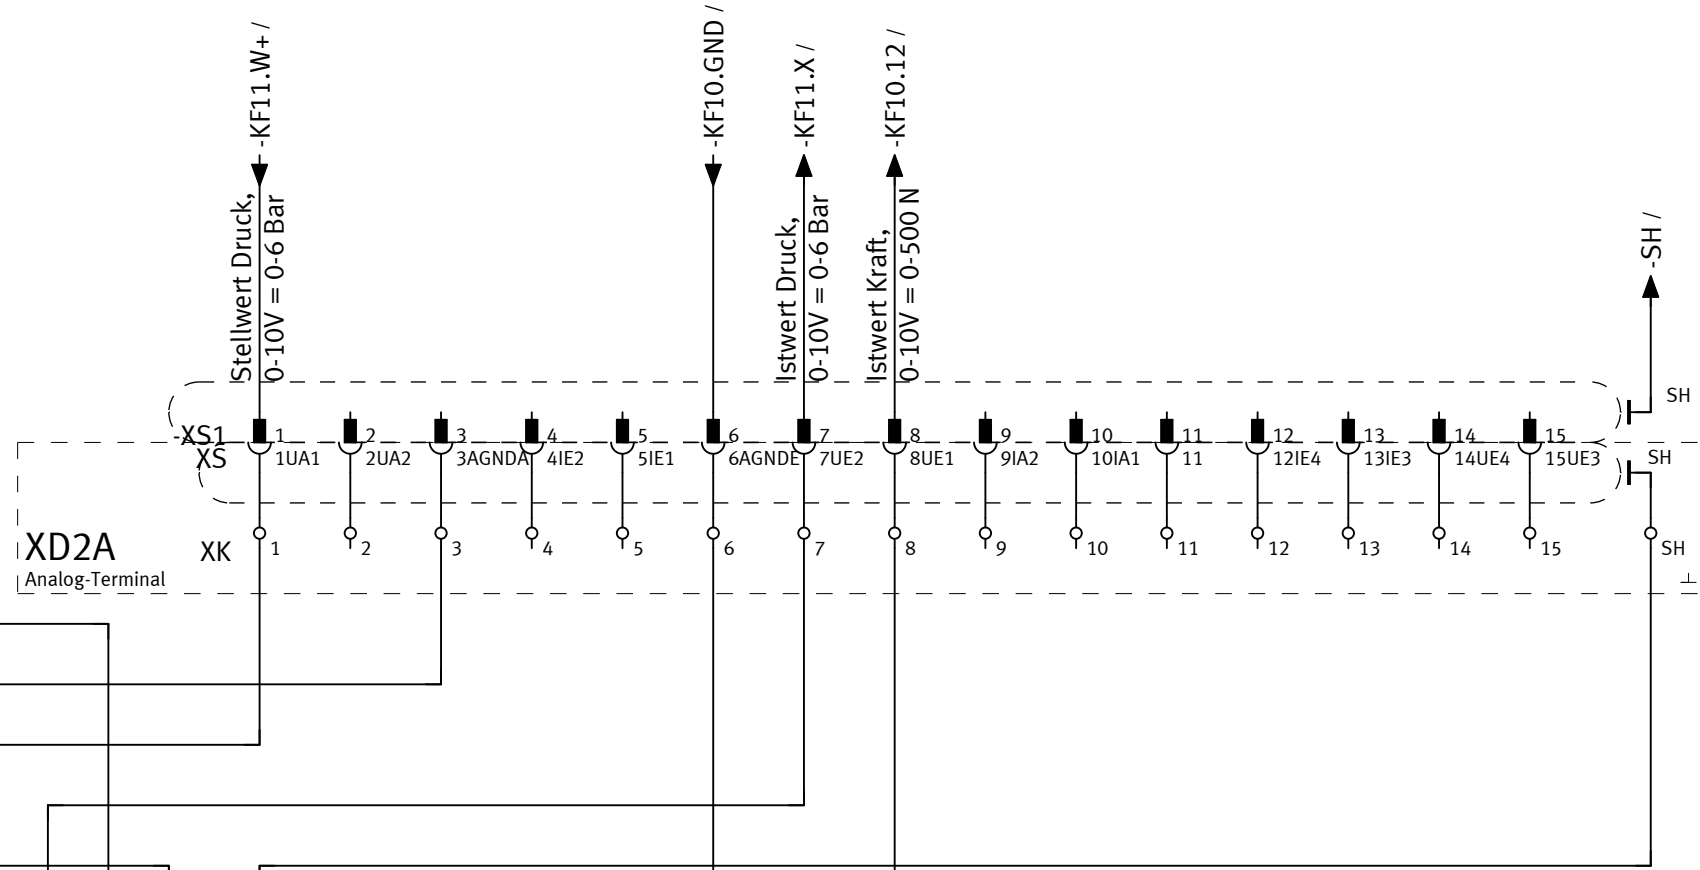 -KF11.W+ /
-KF10.GND /
-KF11.X /
-KF10.12 /
-SH /
Stellwert Druck,
0-10V = 0-6 Bar
Istwert Druck,
0-10V = 0-6 Bar
Istwert Kraft,
0-10V = 0-500 N
SH
-XS1 1 2 3 4 5 6 7 8 9 10 11 12 13 14 15
XS 1UA1 2UA2 3AGNDA 4IE2 5IE1 6AGNDE 7UE2 8UE1 9IA2 10IA1 11 12IE4 13IE3 14UE4 15UE3 SH
XD2A
XK 1 2 3 4 5 6 7 8 9 10 11 12 13 14 15 SH
Analog-Terminal